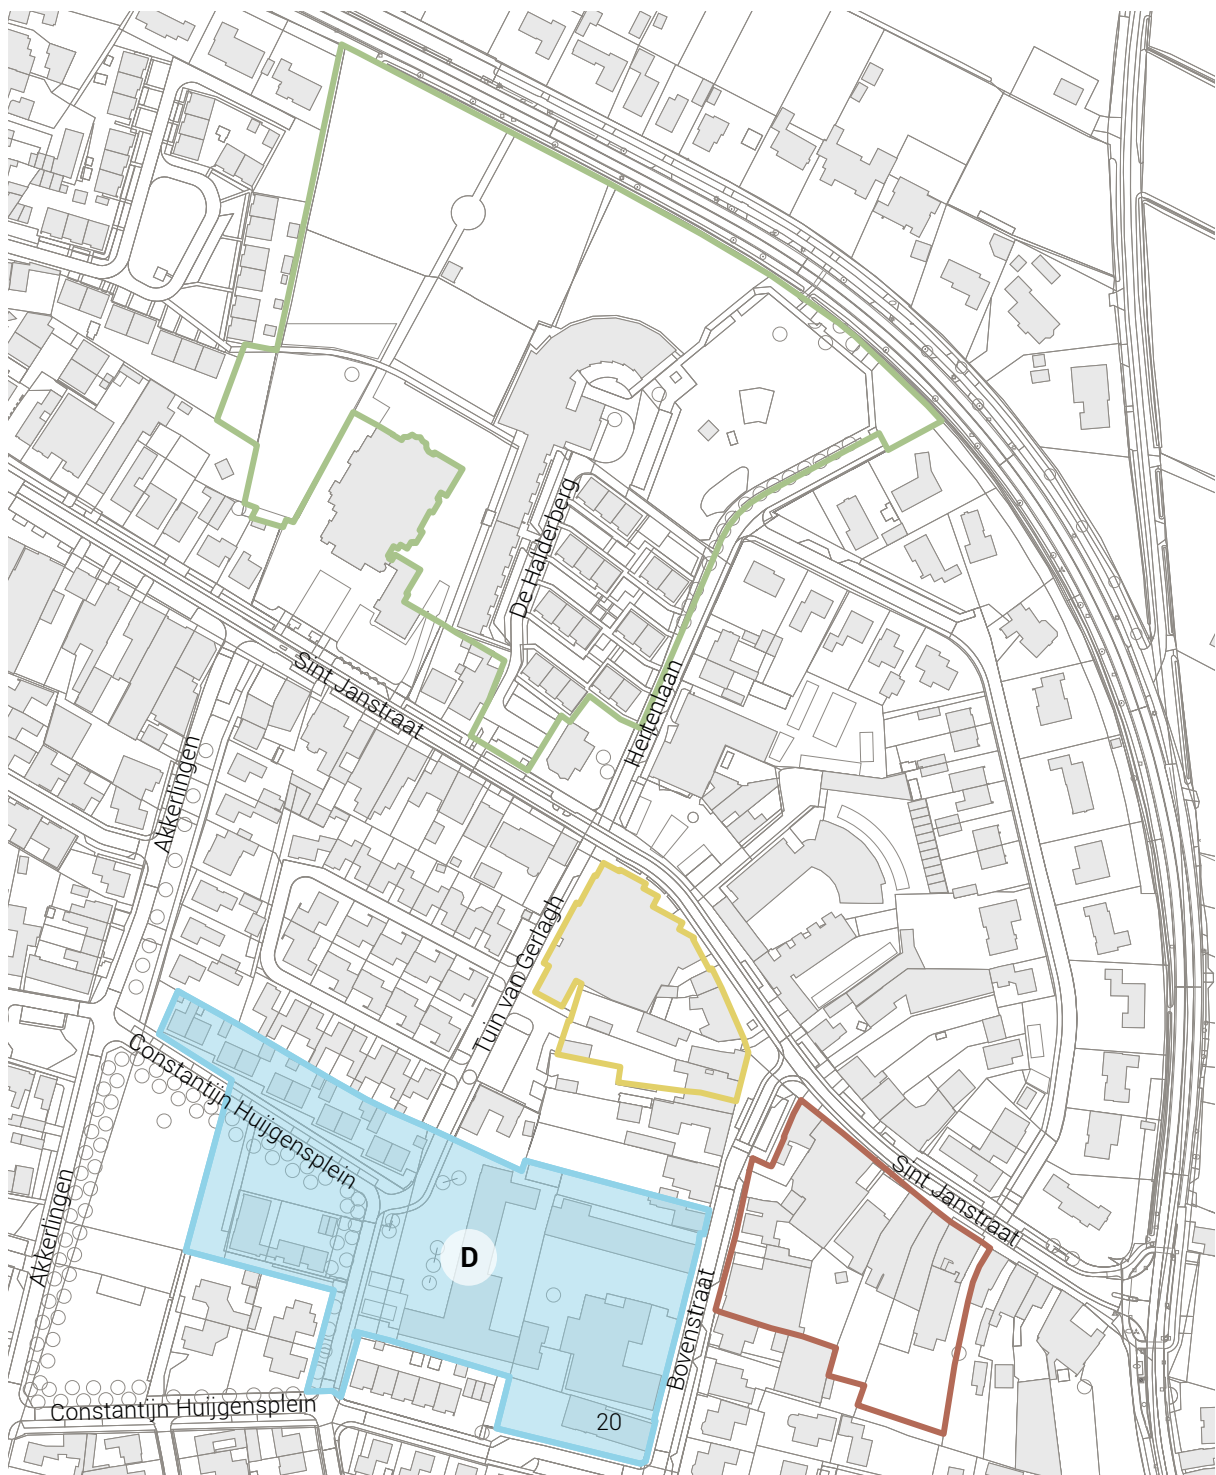 De Halderberg
Hertenlaan
Sint Janstraat
Akkerlingen
Tuin van Gerlagh
Constantijn Huijgensplein
Sint Janstraat
Akkerlingen
D
Bovenstraat
Constantijn Huijgensplein
20